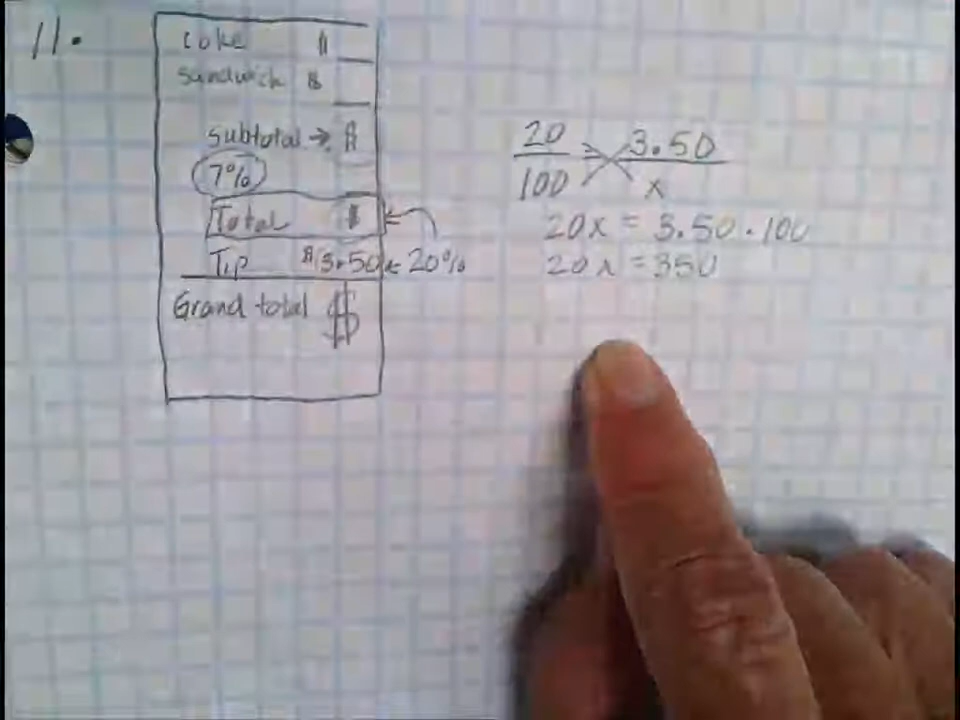 11.
coke $
Sandwich $
Subtotal → $
7%
Total $
Tip $3.50 ← 20%
Grand total $
20/100 = 3.50/x
20x = 3.50 · 100
20x = 350